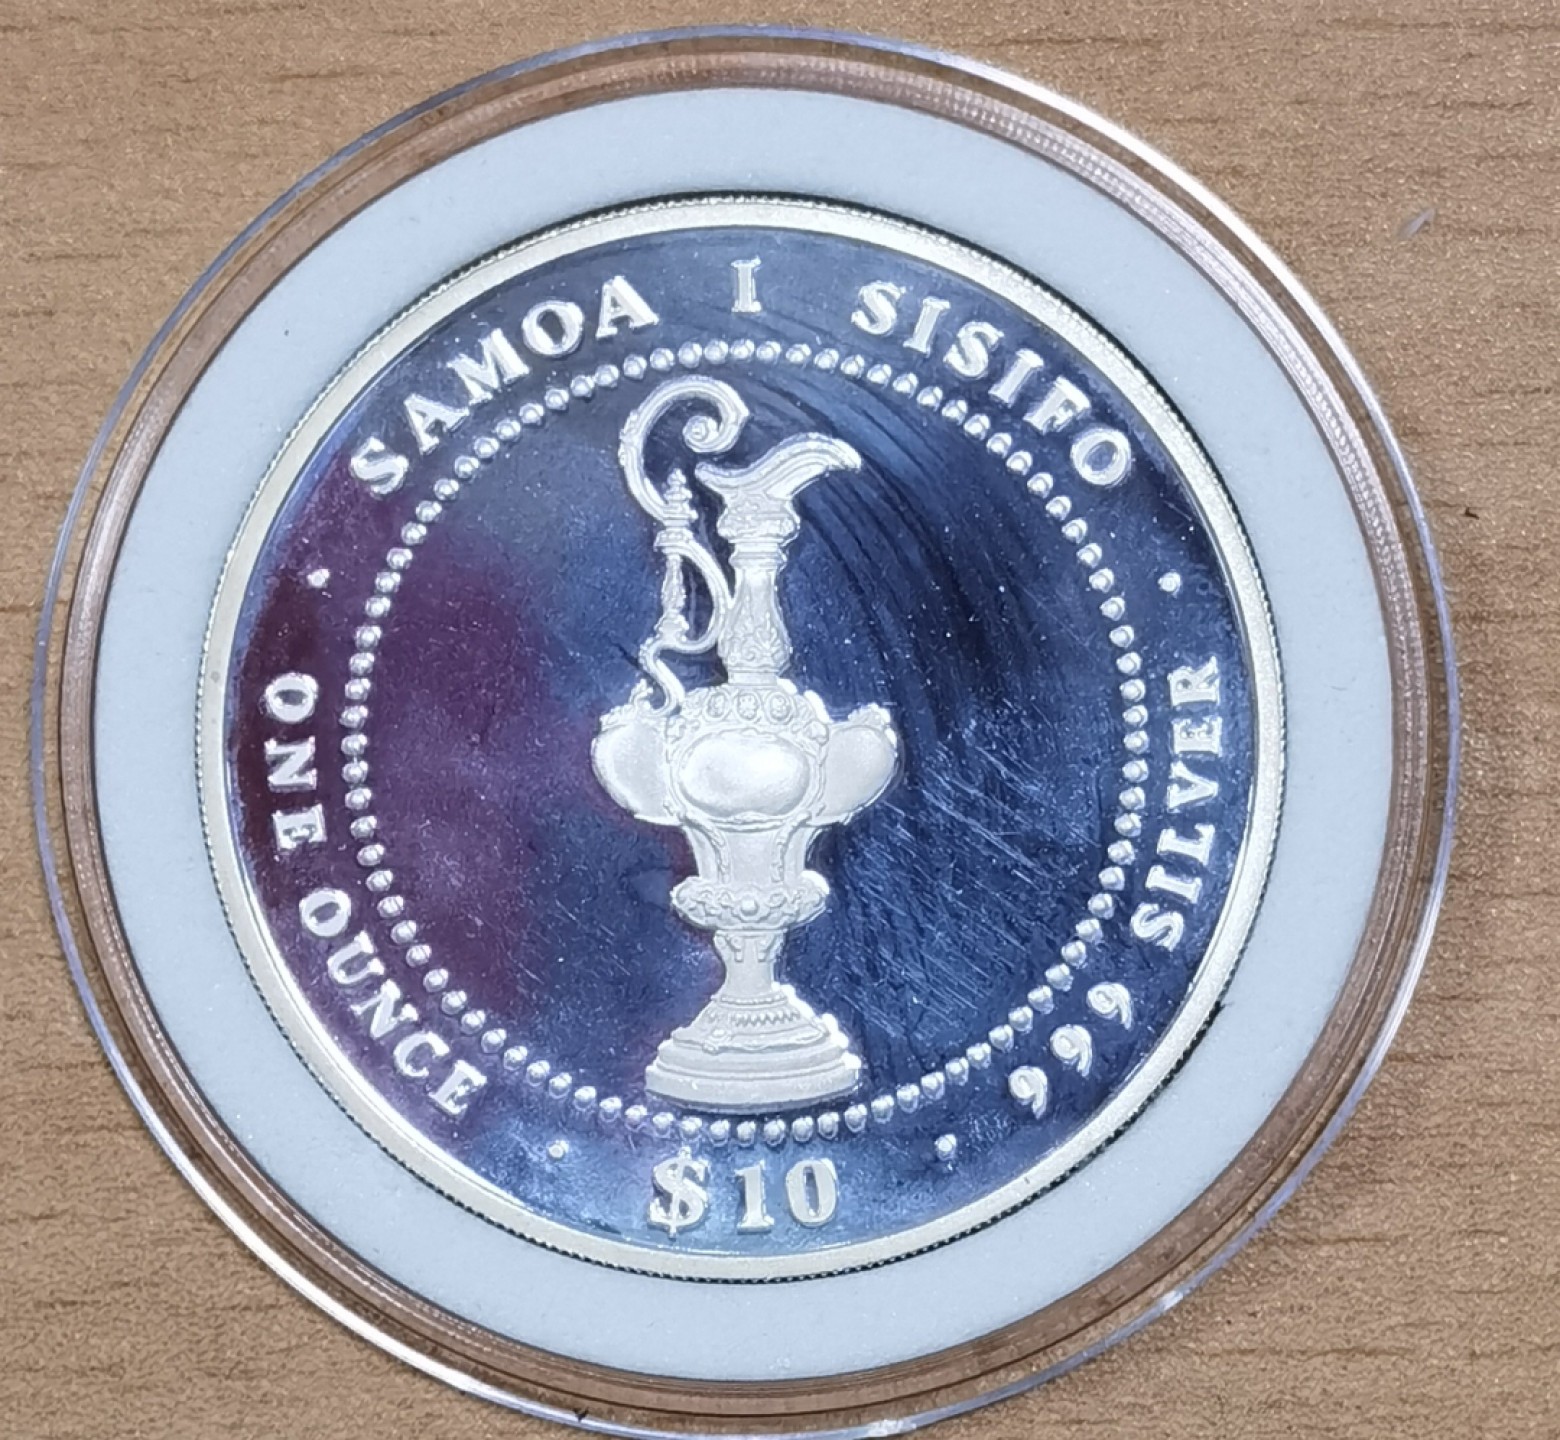 SAMOA I SISIFO
999 SILVER
$10
ONE OUNCE